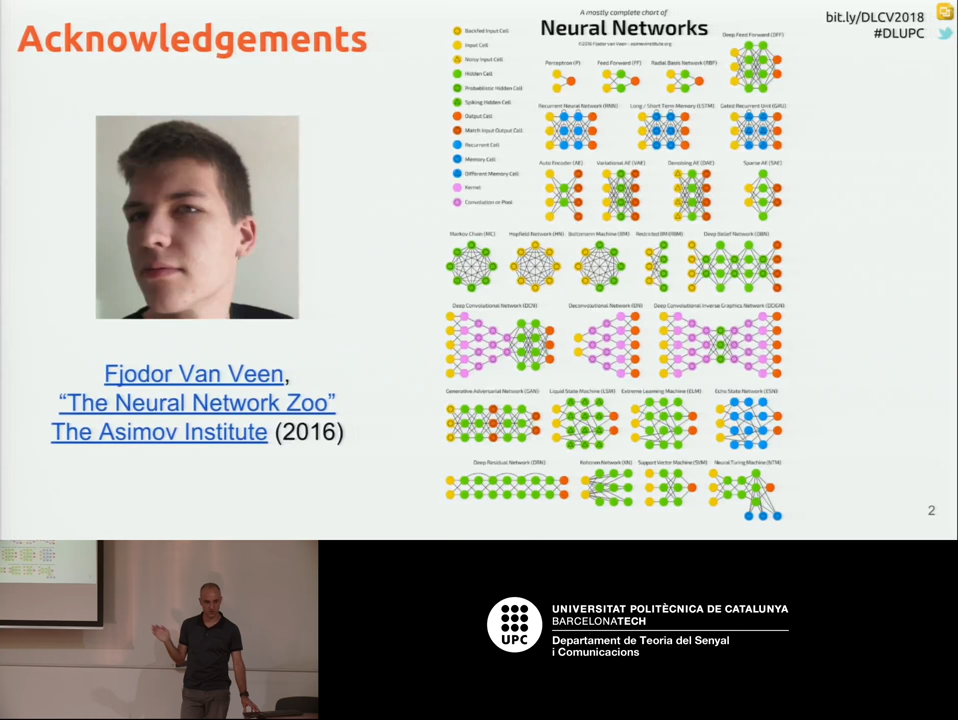 Acknowledgements
Fjodor Van Veen,
“The Neural Network Zoo”
The Asimov Institute (2016)
A mostly complete chart of
Neural Networks
©2016 Fjodor van Veen - asimovinstitute.org
Backfed Input Cell
Input Cell
Noisy Input Cell
Hidden Cell
Probabilistic Hidden Cell
Spiking Hidden Cell
Output Cell
Match Input Output Cell
Recurrent Cell
Memory Cell
Different Memory Cell
Kernel
Convolution or Pool
Deep Feed Forward (DFF)
Perceptron (P)
Feed Forward (FF)
Radial Basis Network (RBF)
Recurrent Neural Network (RNN)
Long / Short Term Memory (LSTM)
Gated Recurrent Unit (GRU)
Auto Encoder (AE)
Variational AE (VAE)
Denoising AE (DAE)
Sparse AE (SAE)
Markov Chain (MC)
Hopfield Network (HN)
Boltzmann Machine (BM)
Restricted BM (RBM)
Deep Belief Network (DBN)
Deep Convolutional Network (DCN)
Deconvolutional Network (DN)
Deep Convolutional Inverse Graphics Network (DCIGN)
Generative Adversarial Network (GAN)
Liquid State Machine (LSM)
Extreme Learning Machine (ELM)
Echo State Network (ESN)
Deep Residual Network (DRN)
Kohonen Network (KN)
Support Vector Machine (SVM)
Neural Turing Machine (NTM)
bit.ly/DLCV2018
#DLUPC
2
UPC
UNIVERSITAT POLITÈCNICA DE CATALUNYA
BARCELONATECH
Departament de Teoria del Senyal
i Comunicacions